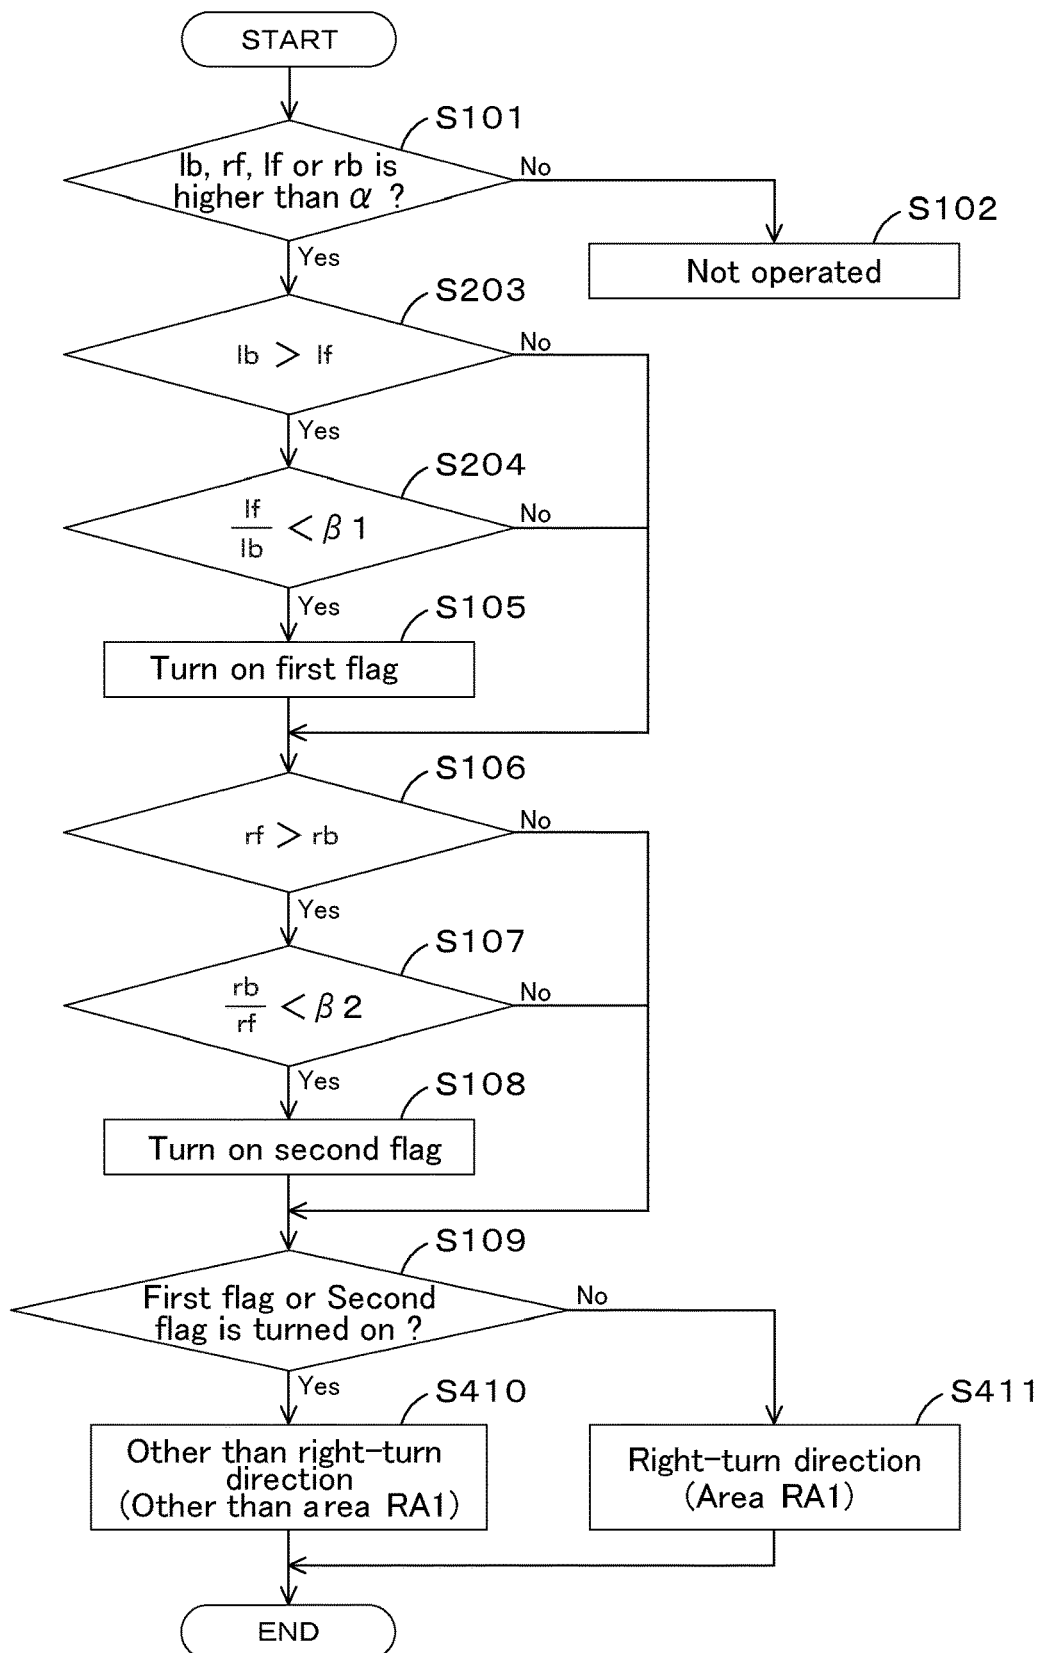 START
S101
lb, rf, lf or rb is
higher than α ?
No
Yes
S102
Not operated
S203
lb > lf
No
Yes
S204
lf
lb
< β 1
No
Yes
S105
Turn on first flag
S106
rf > rb
No
Yes
S107
rb
rf
< β 2
No
Yes
S108
Turn on second flag
S109
First flag or Second
flag is turned on ?
No
Yes
S410
Other than right-turn
direction
(Other than area RA1)
S411
Right-turn direction
(Area RA1)
END